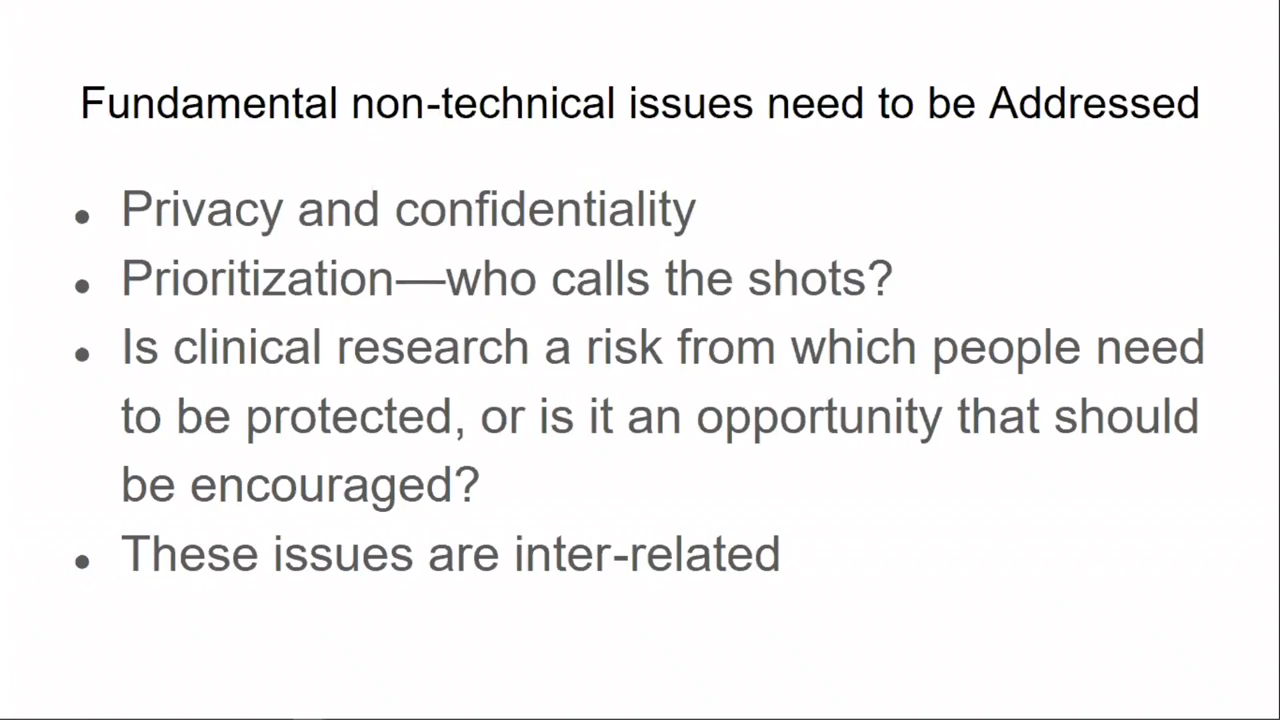 Fundamental non-technical issues need to be Addressed
• Privacy and confidentiality
• Prioritization—who calls the shots?
• Is clinical research a risk from which people need
to be protected, or is it an opportunity that should
be encouraged?
• These issues are inter-related